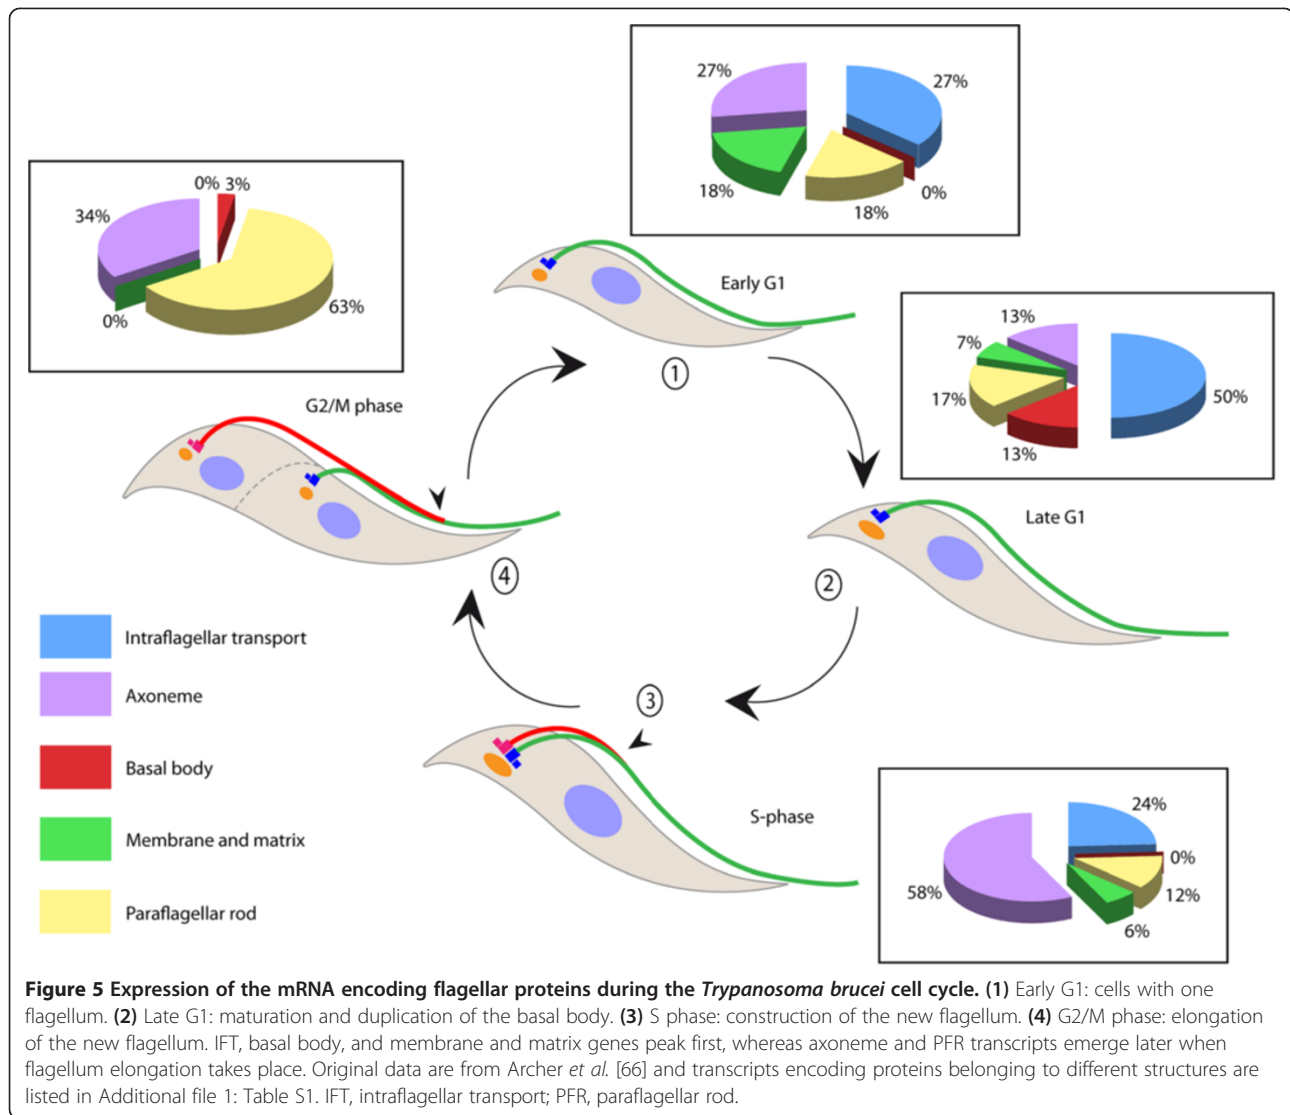 27%
27%
18%
18%
0%
0% 3%
34%
0%
63%
Early G1
1
13%
7%
17%
13%
50%
G2/M phase
Late G1
4
2
Intraflagellar transport
Axoneme
Basal body
Membrane and matrix
Paraflagellar rod
3
S-phase
24%
0%
12%
6%
58%
Figure 5 Expression of the mRNA encoding flagellar proteins during the Trypanosoma brucei cell cycle. (1) Early G1: cells with one
flagellum. (2) Late G1: maturation and duplication of the basal body. (3) S phase: construction of the new flagellum. (4) G2/M phase: elongation
of the new flagellum. IFT, basal body, and membrane and matrix genes peak first, whereas axoneme and PFR transcripts emerge later when
flagellum elongation takes place. Original data are from Archer et al. [66] and transcripts encoding proteins belonging to different structures are
listed in Additional file 1: Table S1. IFT, intraflagellar transport; PFR, paraflagellar rod.